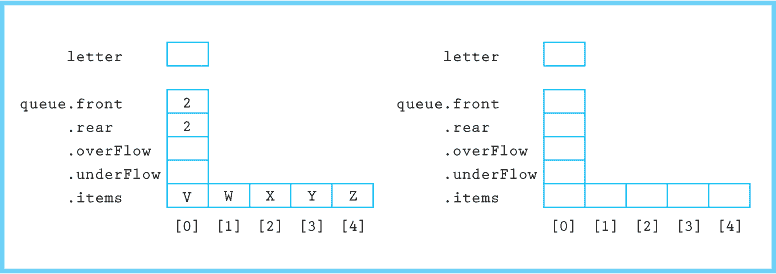 letter letter
queue.front 2 queue.front
.rear 2 .rear
.overFlow .overFlow
.underFlow .underFlow
.items V W X Y Z .items
[0] [1] [2] [3] [4] [0] [1] [2] [3] [4]